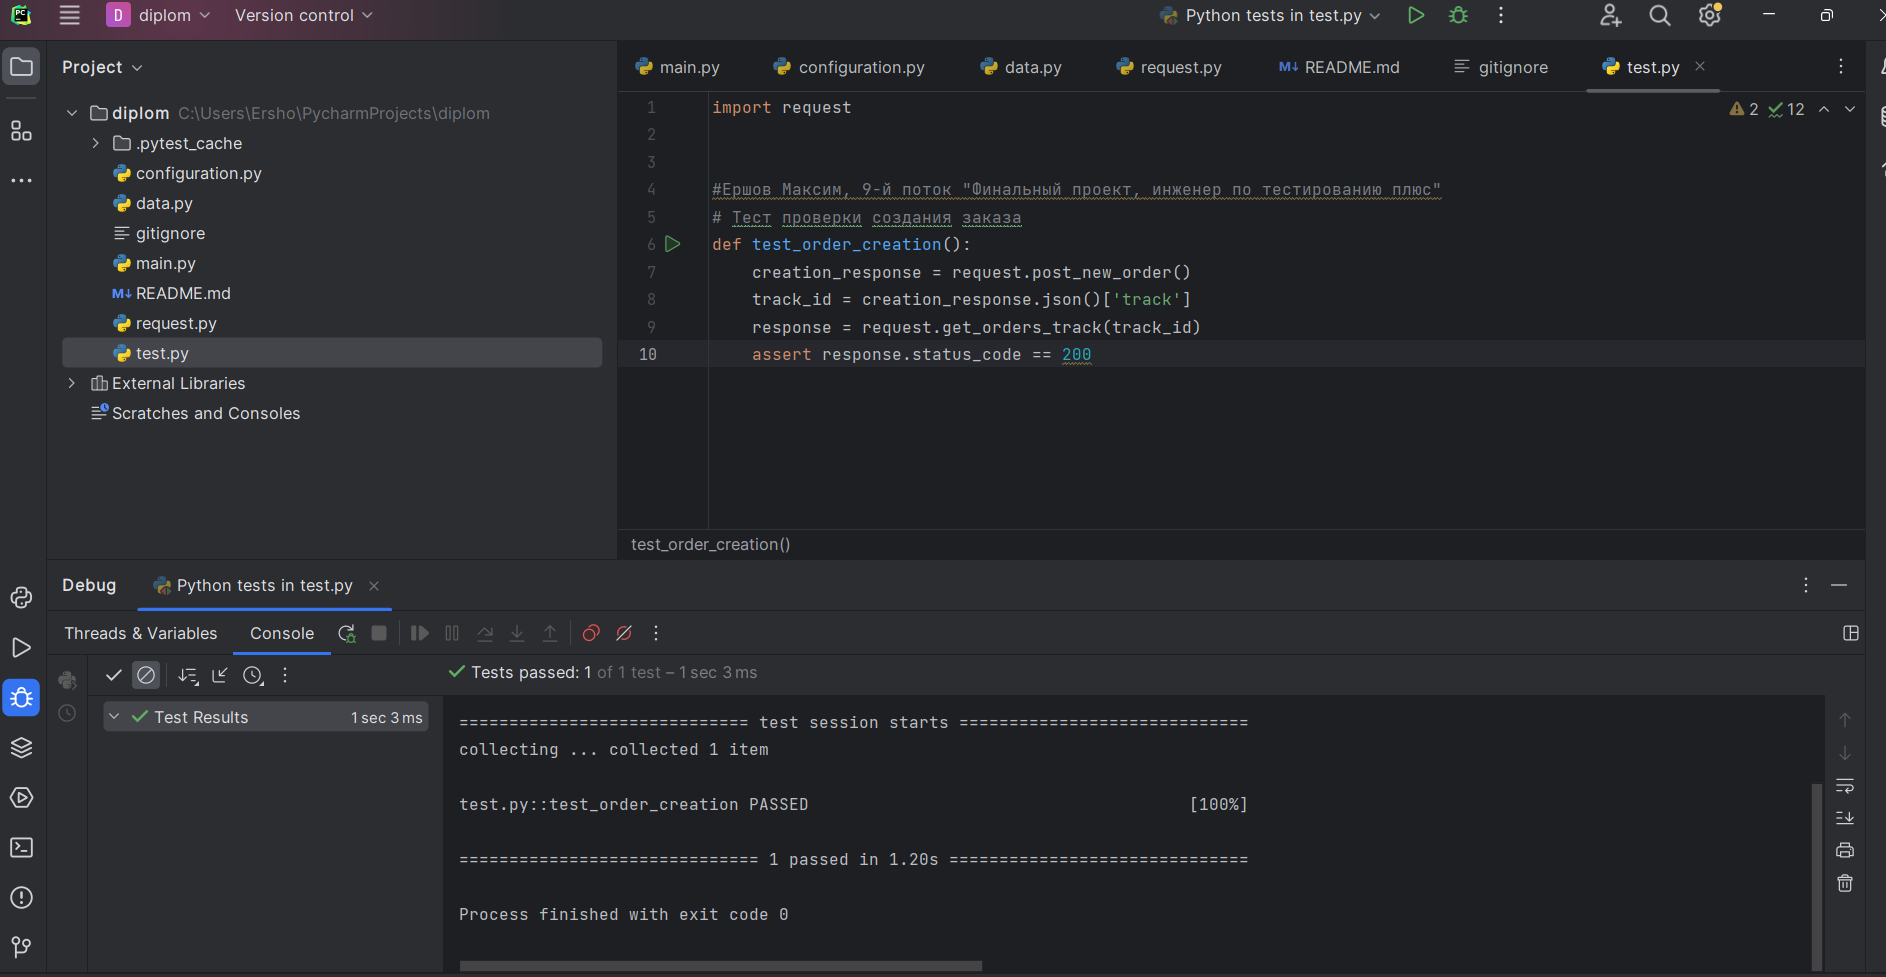 PC
D diplom Version control Python tests in test.py
Project
main.py configuration.py data.py request.py M↓ README.md gitignore test.py
diplom C:\Users\Ersho\PycharmProjects\diplom
.pytest_cache
configuration.py
data.py
gitignore
main.py
M↓ README.md
request.py
test.py
External Libraries
Scratches and Consoles
2 12
1 import request
2
3
4 #Ершов Максим, 9-й поток "Финальный проект, инженер по тестированию плюс"
5 # Тест проверки создания заказа
6 def test_order_creation():
7     creation_response = request.post_new_order()
8     track_id = creation_response.json()['track']
9     response = request.get_orders_track(track_id)
10     assert response.status_code == 200
test_order_creation()
Debug Python tests in test.py
Threads & Variables Console
Tests passed: 1 of 1 test – 1 sec 3 ms
Test Results 1 sec 3 ms
============================= test session starts =============================
collecting ... collected 1 item
test.py::test_order_creation PASSED [100%]
============================== 1 passed in 1.20s ==============================
Process finished with exit code 0